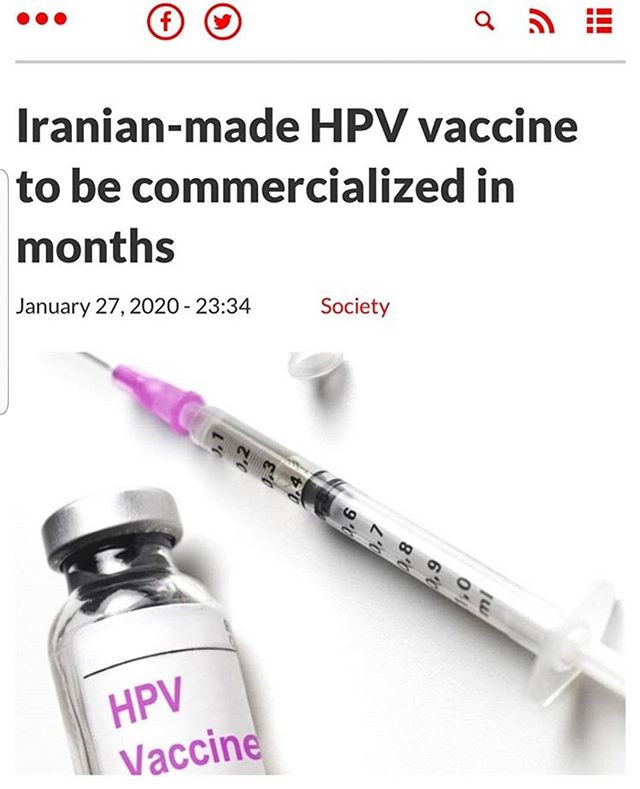 Iranian-made HPV vaccine
to be commercialized in
months
January 27, 2020 - 23:34 Society
0.1
0.2
0.3
0.4
0.6
0.7
0.8
0.9
1.0
ml
HPV
Vaccine